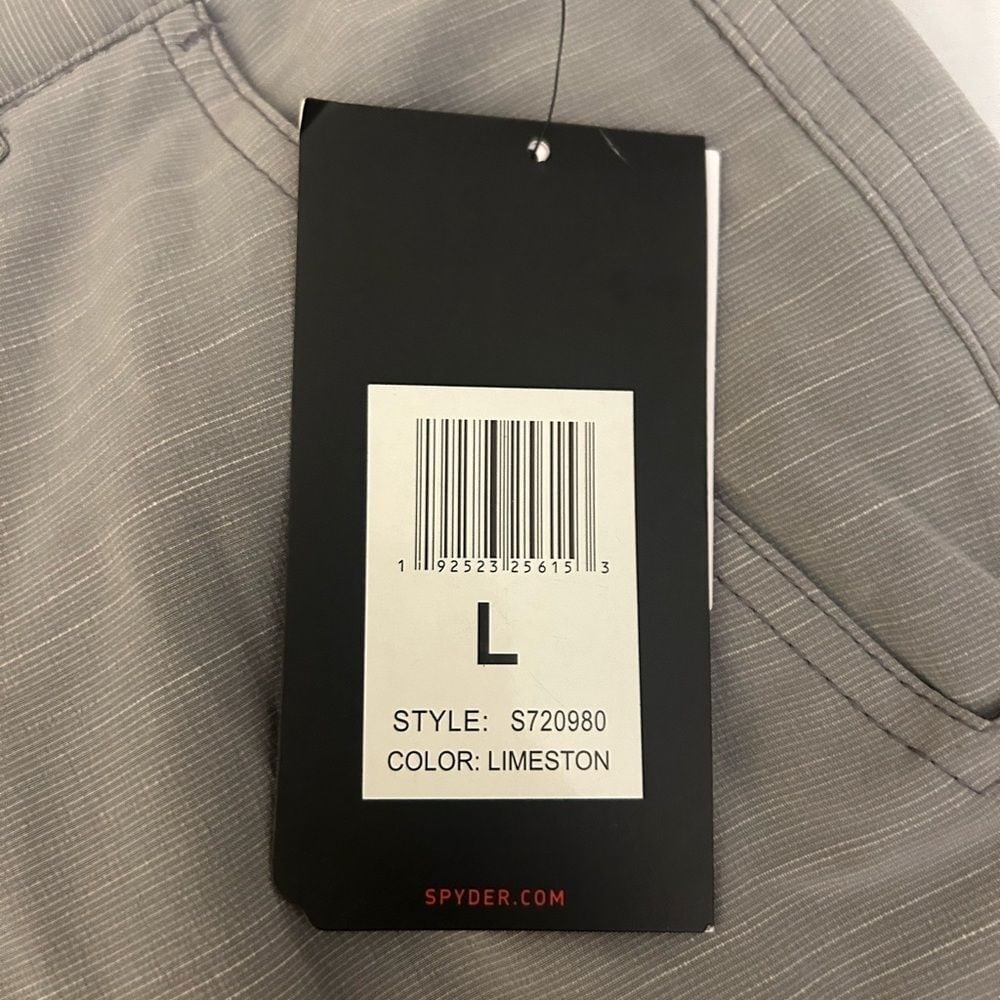 1 92523 25615 3
L
STYLE: S720980
COLOR: LIMESTON
SPYDER.COM